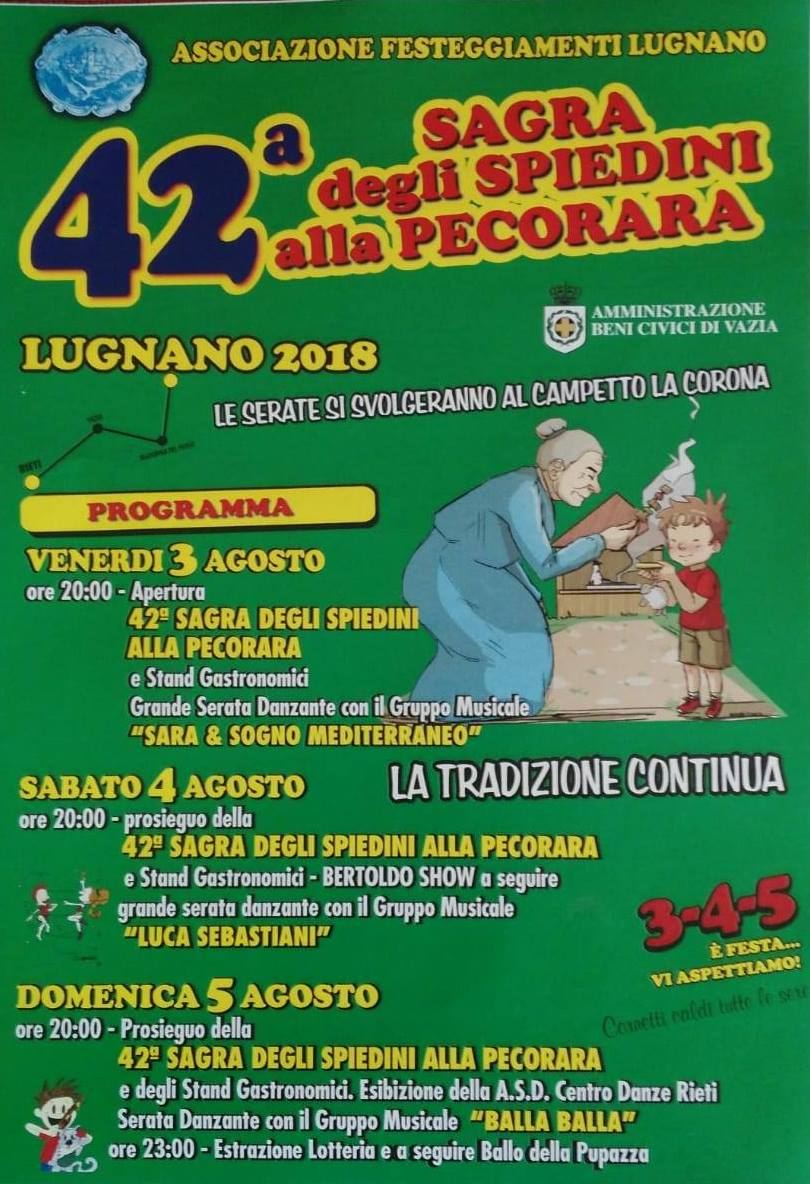 ASSOCIAZIONE FESTEGGIAMENTI LUGNANO
42ª SAGRA
degli SPIEDINI
alla PECORARA
AMMINISTRAZIONE
BENI CIVICI DI VAZIA
LUGNANO 2018
LE SERATE SI SVOLGERANNO AL CAMPETTO LA CORONA
RIETI
PROGRAMMA
VENERDI 3 AGOSTO
ore 20:00 - Apertura
42ª SAGRA DEGLI SPIEDINI
ALLA PECORARA
e Stand Gastronomici
Grande Serata Danzante con il Gruppo Musicale
"SARA & SOGNO MEDITERRANEO"
LA TRADIZIONE CONTINUA
SABATO 4 AGOSTO
ore 20:00 - prosieguo della
42ª SAGRA DEGLI SPIEDINI ALLA PECORARA
e Stand Gastronomici - BERTOLDO SHOW a seguire
grande serata danzante con il Gruppo Musicale
"LUCA SEBASTIANI"
3-4-5
È FESTA...
VI ASPETTIAMO!
Cornetti caldi tutte le sere
DOMENICA 5 AGOSTO
ore 20:00 - Prosieguo della
42ª SAGRA DEGLI SPIEDINI ALLA PECORARA
e degli Stand Gastronomici. Esibizione della A.S.D. Centro Danze Rieti
Serata Danzante con il Gruppo Musicale "BALLA BALLA"
ore 23:00 - Estrazione Lotteria e a seguire Ballo della Pupazza